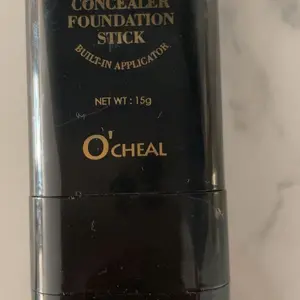 CONCEALER
FOUNDATION
STICK
BUILT-IN APPLICATOR
NET WT : 15g
O'CHEAL